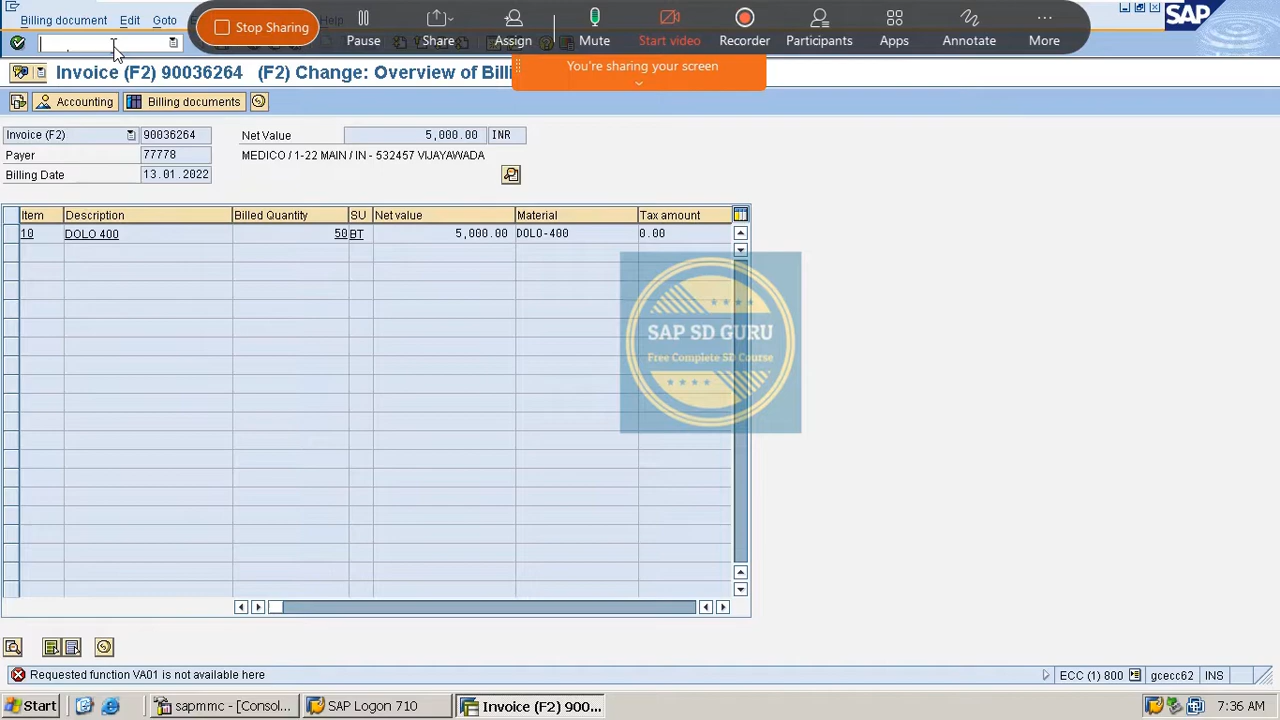 Billing document Edit Goto
Stop Sharing
Pause
Share
Assign
Mute
Start video
Recorder
Participants
Apps
Annotate
More
SAP
You're sharing your screen
Invoice (F2) 90036264 (F2) Change: Overview of Billi
Accounting Billing documents
Invoice (F2) 90036264 Net Value 5,000.00 INR
Payer 77778 MEDICO / 1-22 MAIN / IN - 532457 VIJAYAWADA
Billing Date 13.01.2022
Item Description Billed Quantity SU Net value Material Tax amount
10 DOLO 400 50 BT 5,000.00 DOLO-400 0.00
SAP SD GURU
Free Complete SD Course
Requested function VA01 is not available here
ECC (1) 800 gcecc62 INS
Start sapmmc - [Consol... SAP Logon 710 Invoice (F2) 900... 7:36 AM